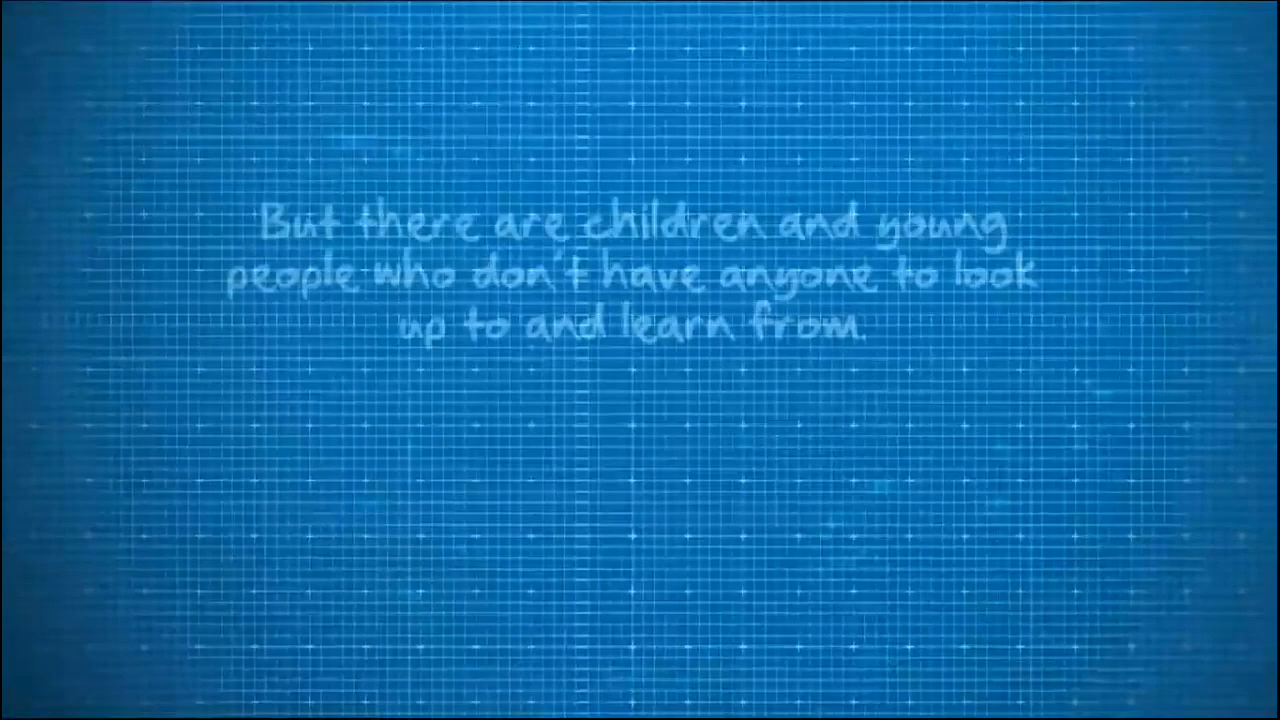 But there are children and young
people who don't have anyone to look
up to and learn from.